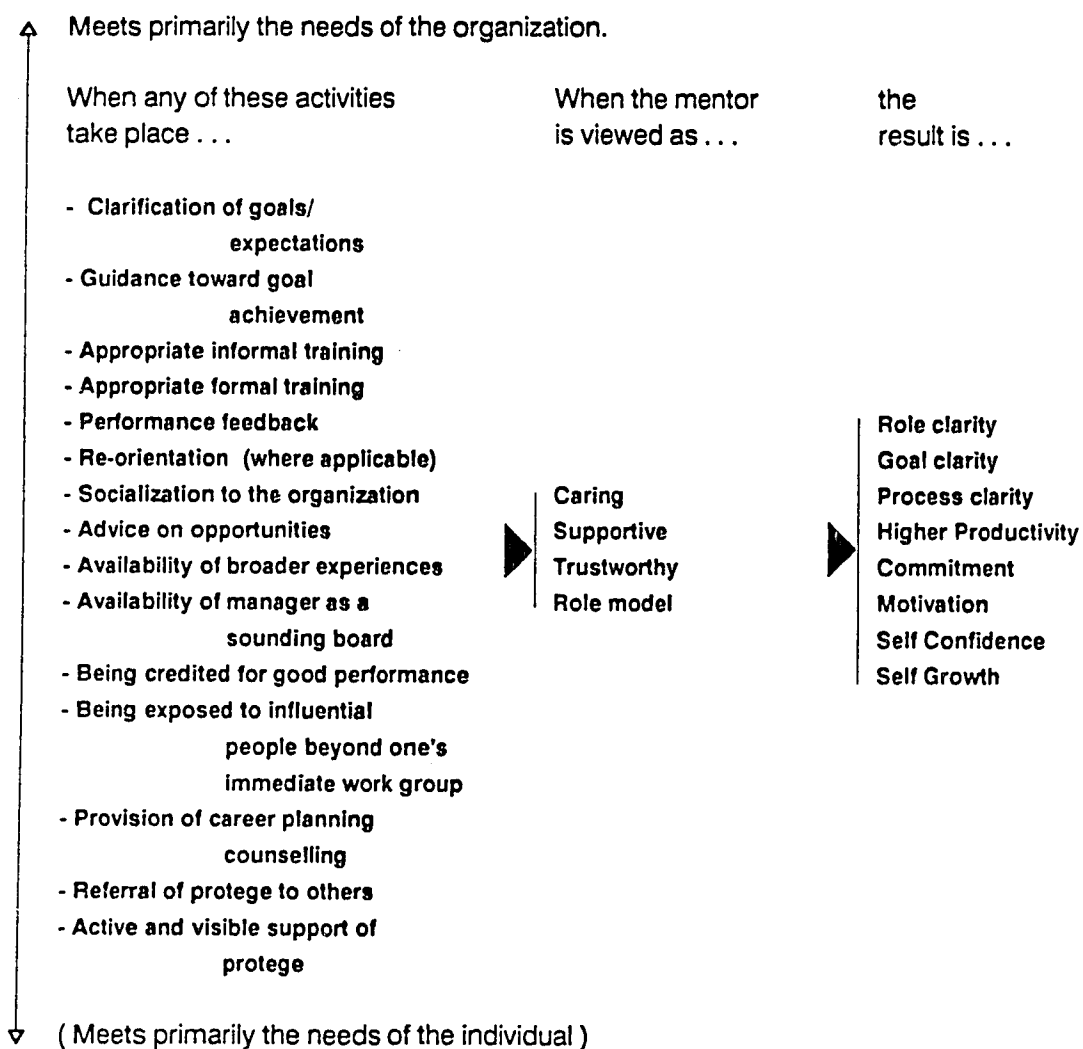 Meets primarily the needs of the organization.
When any of these activities
take place . . .
When the mentor
is viewed as . . .
the
result is . . .
- Clarification of goals/
expectations
- Guidance toward goal
achievement
- Appropriate informal training
- Appropriate formal training
- Performance feedback
- Re-orientation (where applicable)
- Socialization to the organization
- Advice on opportunities
- Availability of broader experiences
- Availability of manager as a
sounding board
- Being credited for good performance
- Being exposed to influential
people beyond one's
immediate work group
- Provision of career planning
counselling
- Referral of protege to others
- Active and visible support of
protege
Caring
Supportive
Trustworthy
Role model
Role clarity
Goal clarity
Process clarity
Higher Productivity
Commitment
Motivation
Self Confidence
Self Growth
( Meets primarily the needs of the individual )